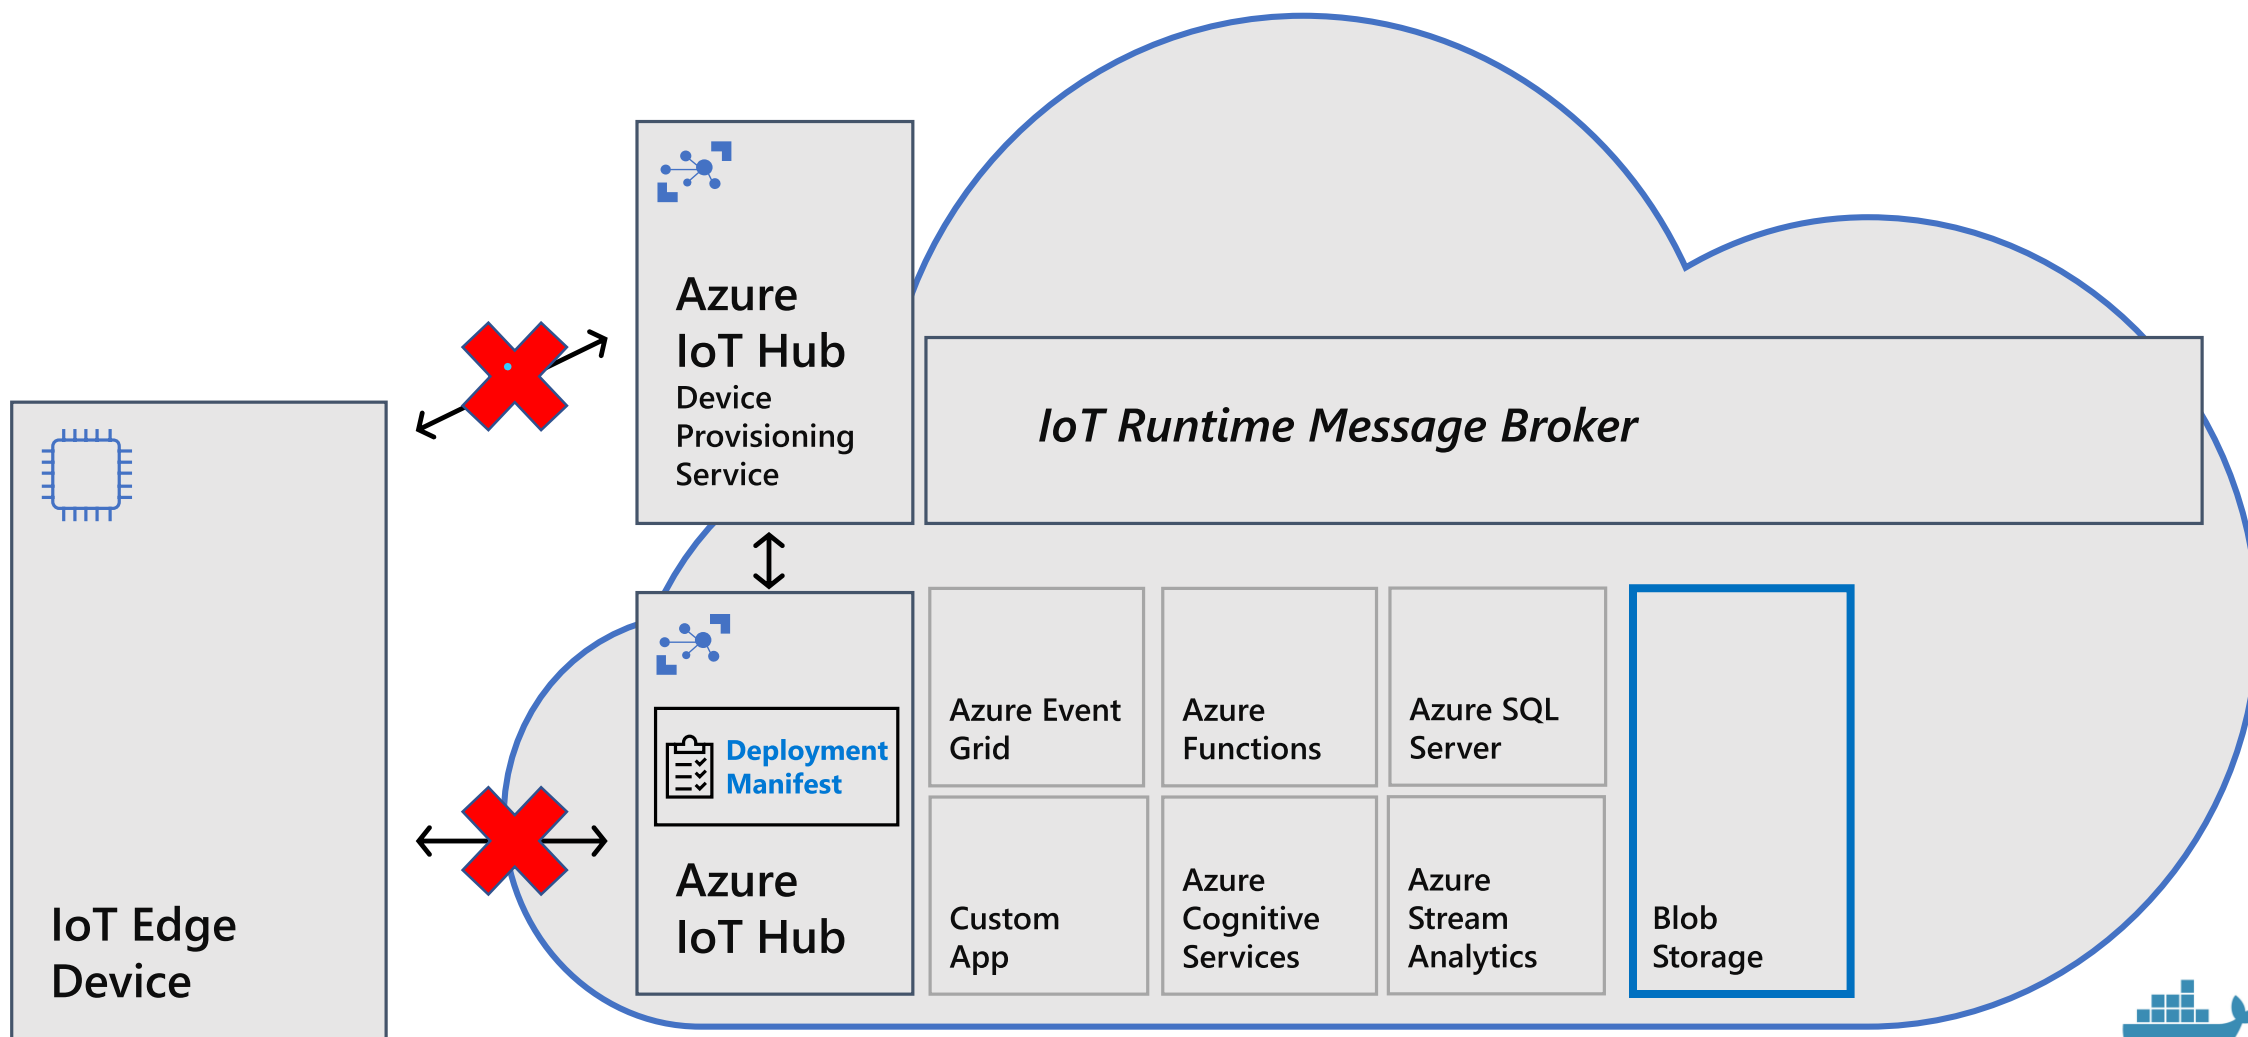 Azure
IoT Hub
Device
Provisioning
Service
IoT Runtime Message Broker
IoT Edge
Device
Deployment
Manifest
Azure
IoT Hub
Azure Event
Grid
Azure
Functions
Azure SQL
Server
Custom
App
Azure
Cognitive
Services
Azure
Stream
Analytics
Blob
Storage